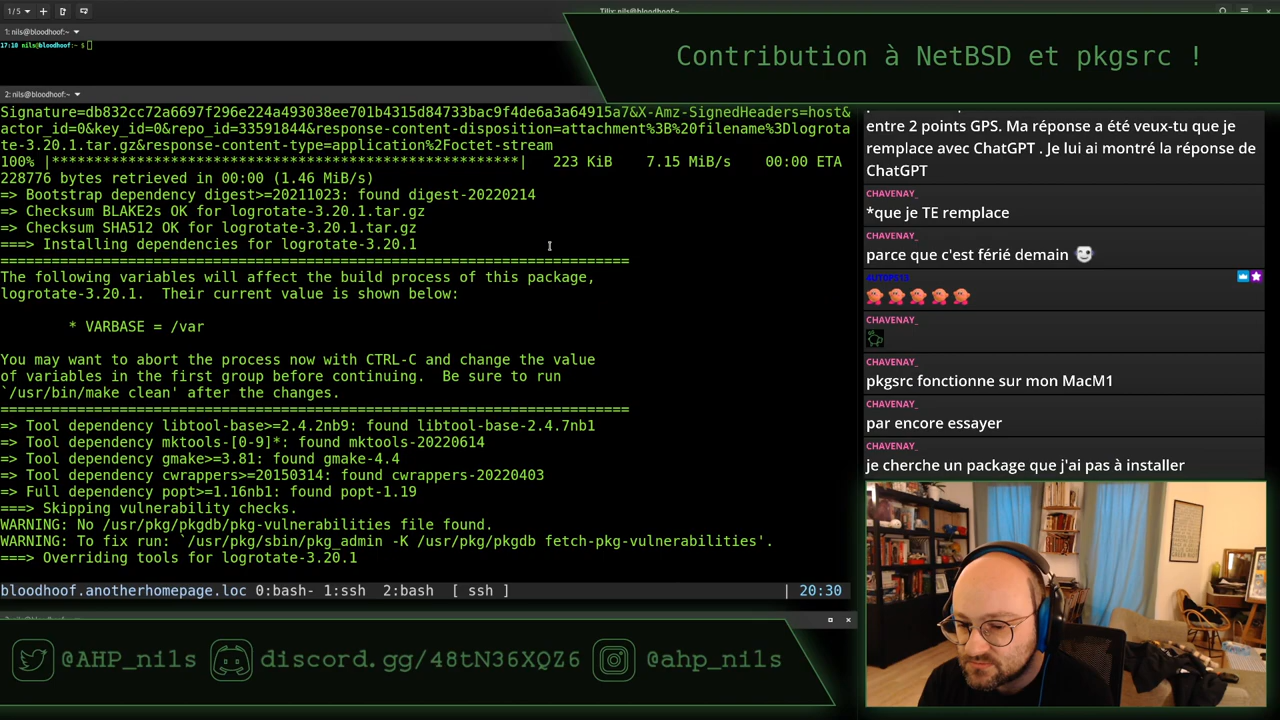 1/5
Tilix: nils@bloodhoof:~
1: nils@bloodhoof:~
17:18 nils@bloodhoof:~ $
Contribution à NetBSD et pkgsrc !
2: nils@bloodhoof:~
Signature=db832cc72a6697f296e224a493038ee701b4315d84733bac9f4de6a3a64915a7&X-Amz-SignedHeaders=host&
actor_id=0&key_id=0&repo_id=33591844&response-content-disposition=attachment%3B%20filename%3Dlogrota
te-3.20.1.tar.gz&response-content-type=application%2Foctet-stream
100% |***************************************************| 223 KiB 7.15 MiB/s 00:00 ETA
228776 bytes retrieved in 00:00 (1.46 MiB/s)
=> Bootstrap dependency digest>=20211023: found digest-20220214
=> Checksum BLAKE2s OK for logrotate-3.20.1.tar.gz
=> Checksum SHA512 OK for logrotate-3.20.1.tar.gz
===> Installing dependencies for logrotate-3.20.1
==========================================================================
The following variables will affect the build process of this package,
logrotate-3.20.1. Their current value is shown below:
* VARBASE = /var
You may want to abort the process now with CTRL-C and change the value
of variables in the first group before continuing. Be sure to run
`/usr/bin/make clean' after the changes.
==========================================================================
=> Tool dependency libtool-base>=2.4.2nb9: found libtool-base-2.4.7nb1
=> Tool dependency mktools-[0-9]*: found mktools-20220614
=> Tool dependency gmake>=3.81: found gmake-4.4
=> Tool dependency cwrappers>=20150314: found cwrappers-20220403
=> Full dependency popt>=1.16nb1: found popt-1.19
===> Skipping vulnerability checks.
WARNING: No /usr/pkg/pkgdb/pkg-vulnerabilities file found.
WARNING: To fix run: `/usr/pkg/sbin/pkg_admin -K /usr/pkg/pkgdb fetch-pkg-vulnerabilities'.
===> Overriding tools for logrotate-3.20.1
bloodhoof.anotherhomepage.loc 0:bash- 1:ssh 2:bash [ ssh ] | 20:30
entre 2 points GPS. Ma réponse a été veux-tu que je
remplace avec ChatGPT . Je lui ai montré la réponse de
ChatGPT
CHAVENAY_
*que je TE remplace
CHAVENAY_
parce que c'est férié demain
CHAVENAY_
CHAVENAY_
pkgsrc fonctionne sur mon MacM1
CHAVENAY_
par encore essayer
CHAVENAY_
je cherche un package que j'ai pas à installer
@AHP_nils discord.gg/48tN36XQZ6 @ahp_nils